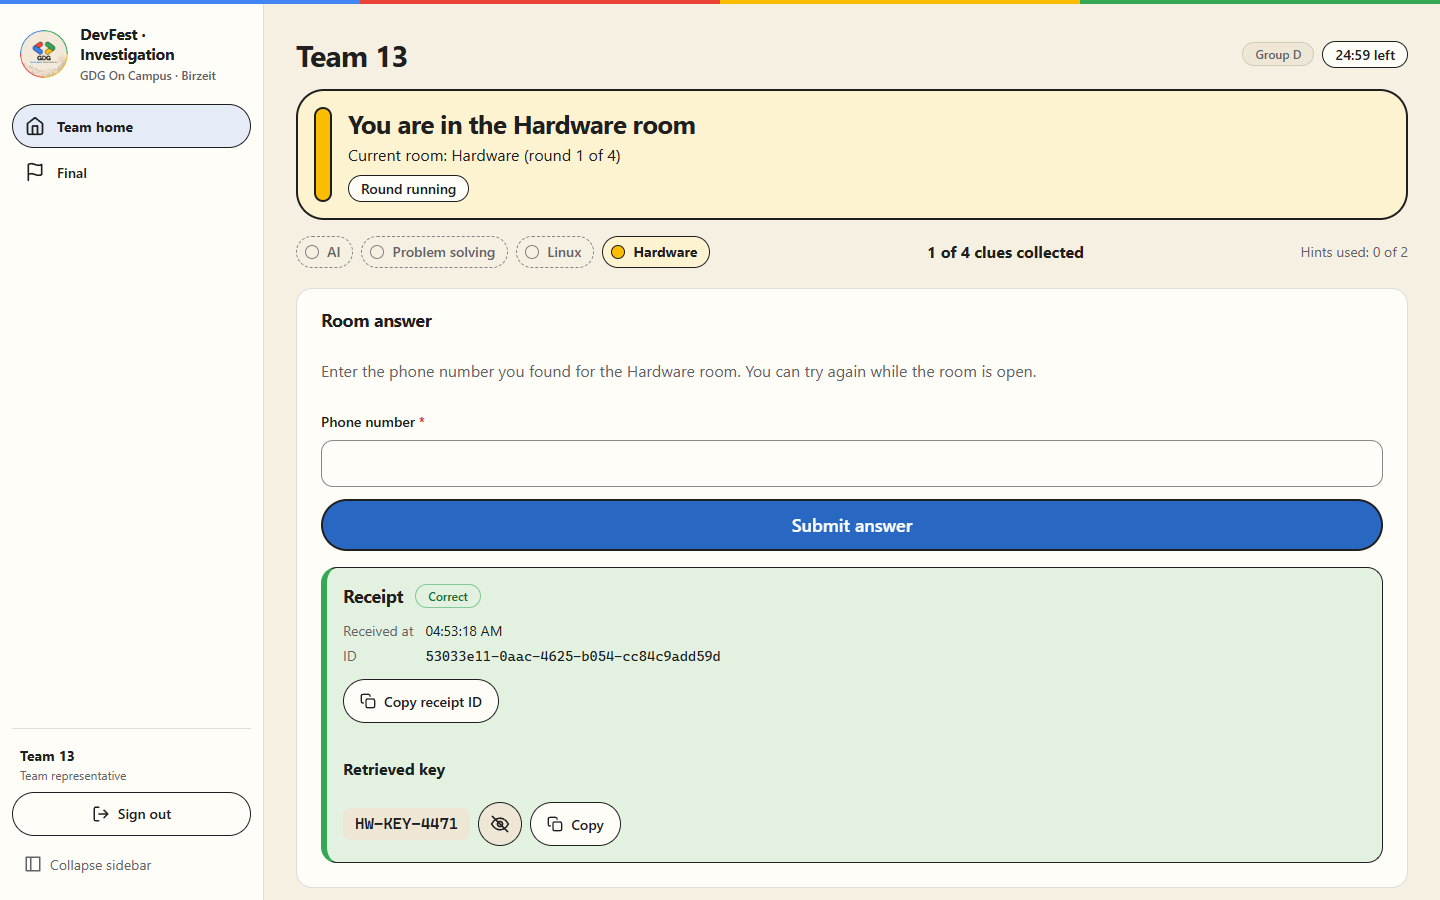 DevFest ·
Investigation
GDG On Campus · Birzeit
GDG
Team home
Final
Team 13
Team representative
Sign out
Collapse sidebar
Team 13
Group D
24:59 left
You are in the Hardware room
Current room: Hardware (round 1 of 4)
Round running
AI
Problem solving
Linux
Hardware
1 of 4 clues collected
Hints used: 0 of 2
Room answer
Enter the phone number you found for the Hardware room. You can try again while the room is open.
Phone number *
Submit answer
Receipt
Correct
Received at 04:53:18 AM
ID 53033e11-0aac-4625-b054-cc84c9add59d
Copy receipt ID
Retrieved key
HW-KEY-4471
Copy